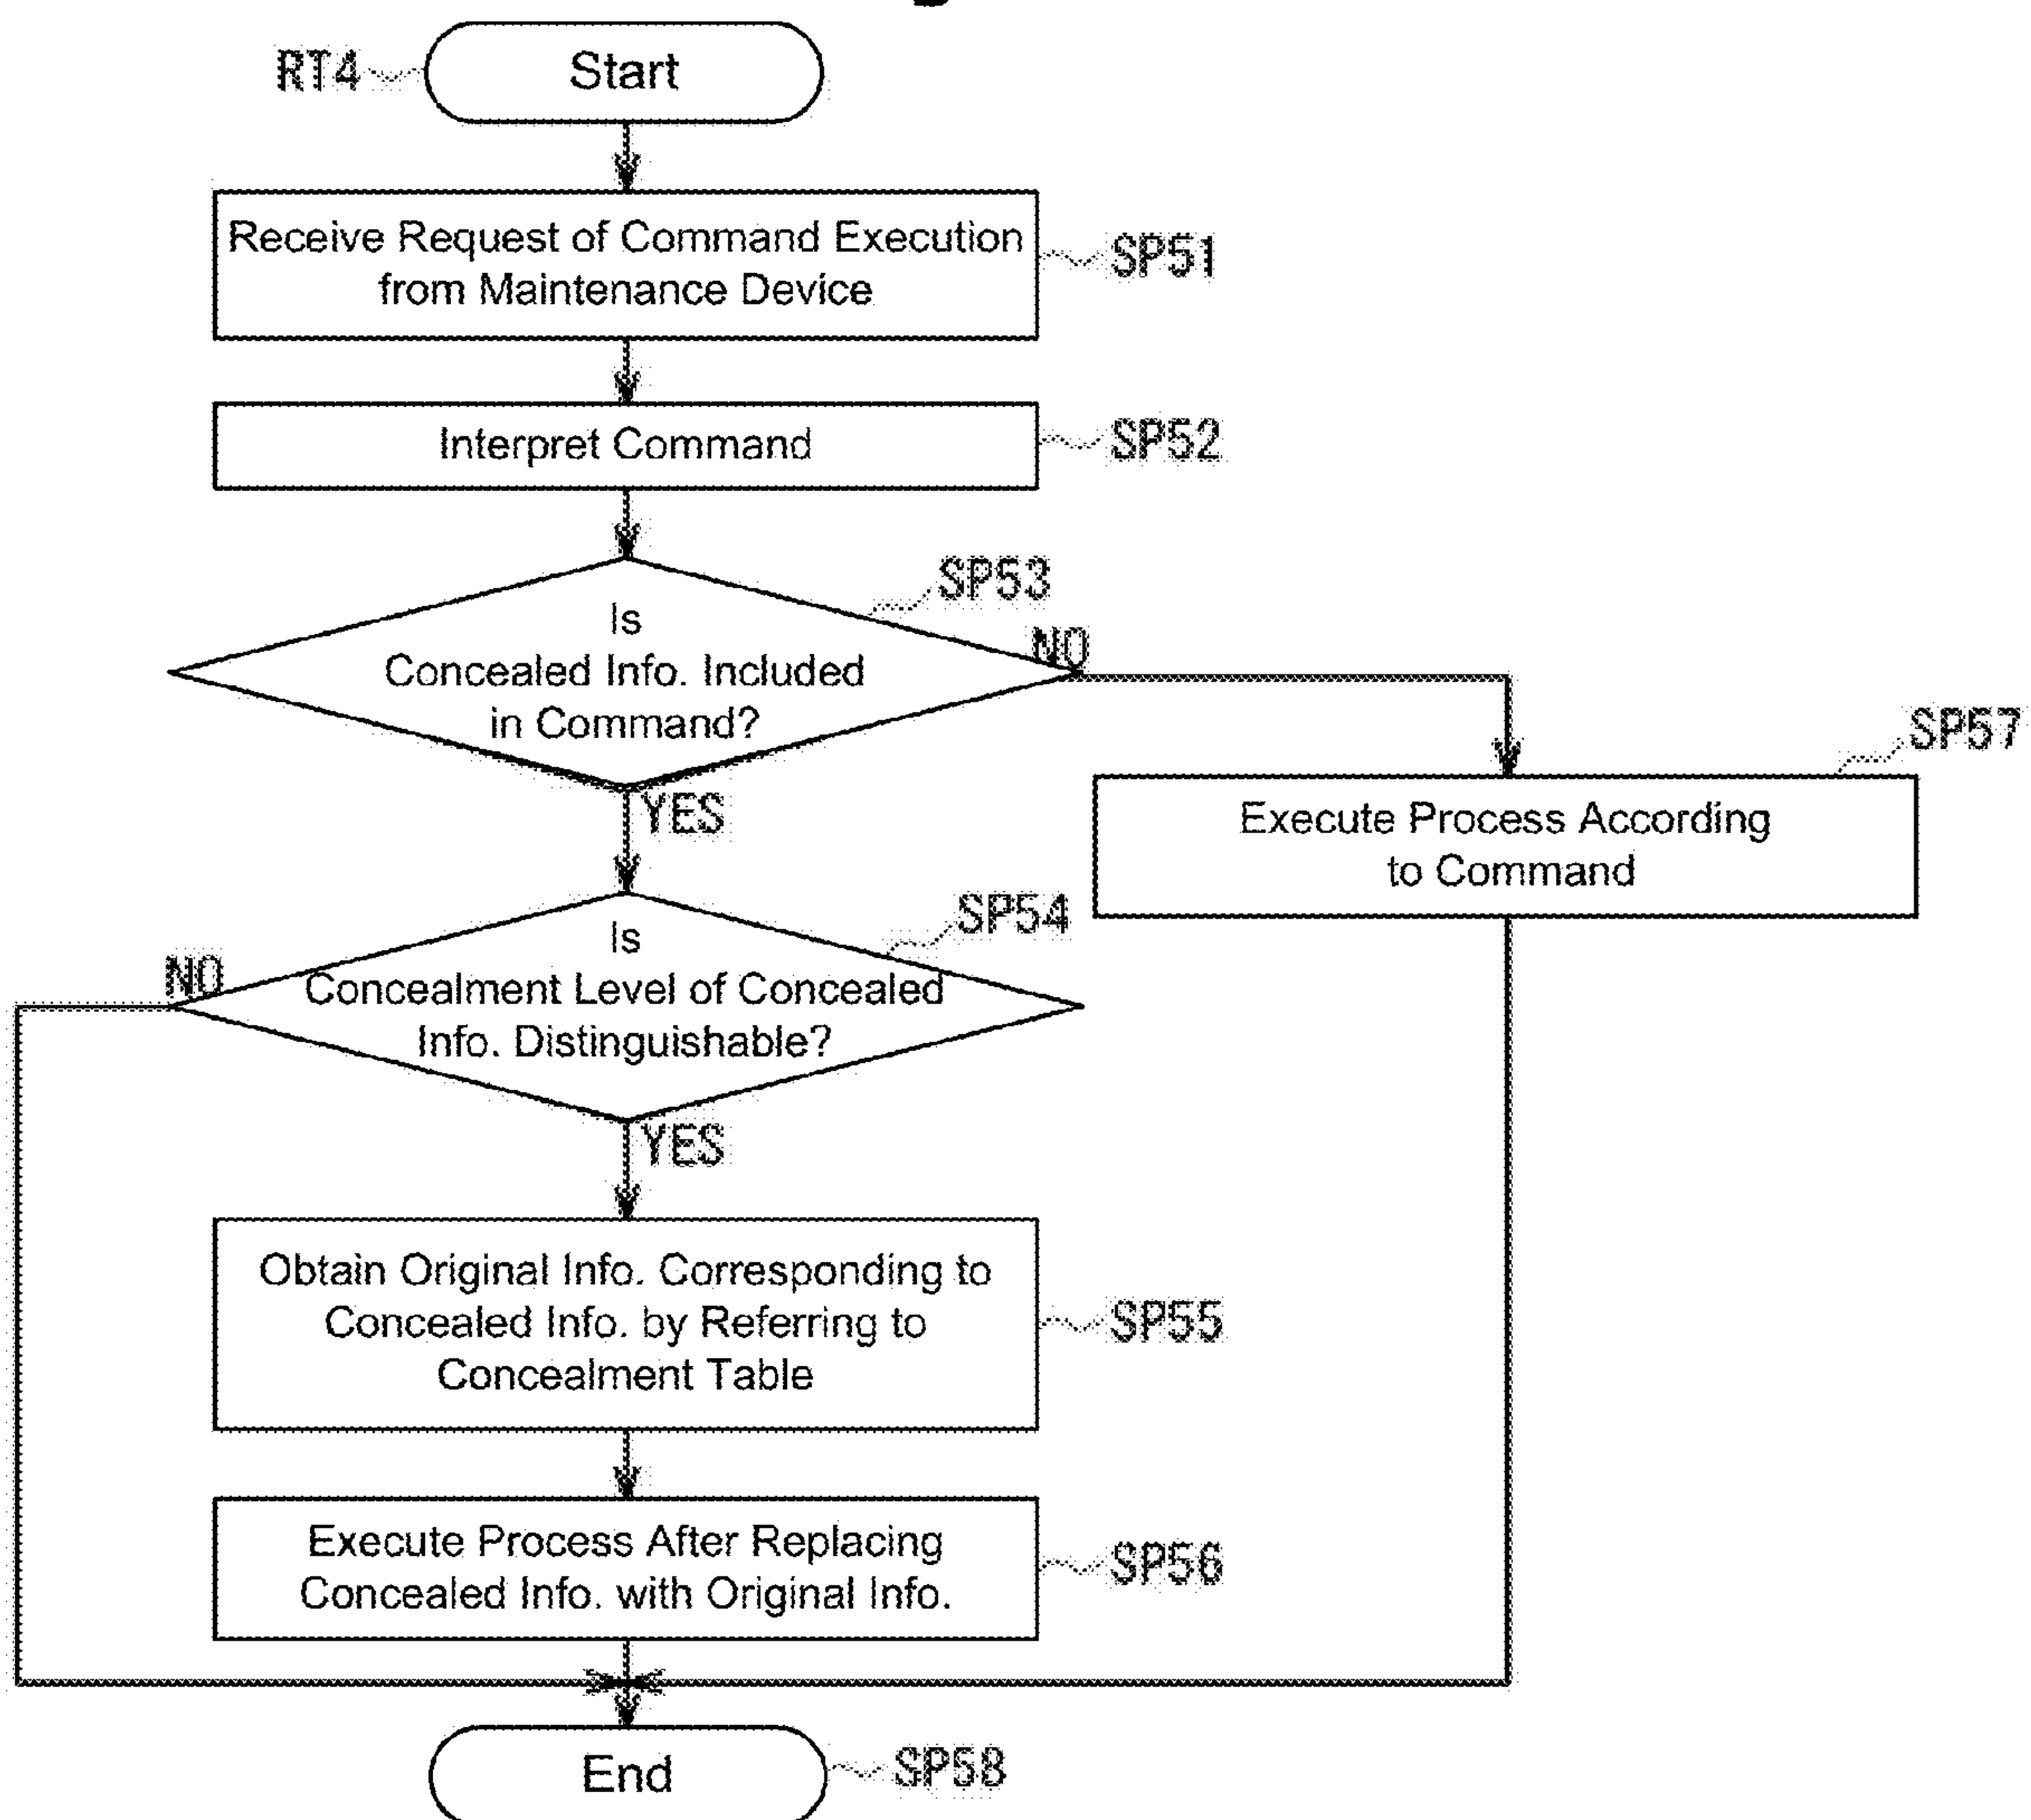 RT4
Start
Receive Request of Command Execution
from Maintenance Device
SP51
Interpret Command
SP52
SP53
Is
Concealed Info. Included
in Command?
NO
YES
SP57
Execute Process According
to Command
SP54
Is
Concealment Level of Concealed
Info. Distinguishable?
NO
YES
Obtain Original Info. Corresponding to
Concealed Info. by Referring to
Concealment Table
SP55
Execute Process After Replacing
Concealed Info. with Original Info.
SP56
End
SP58